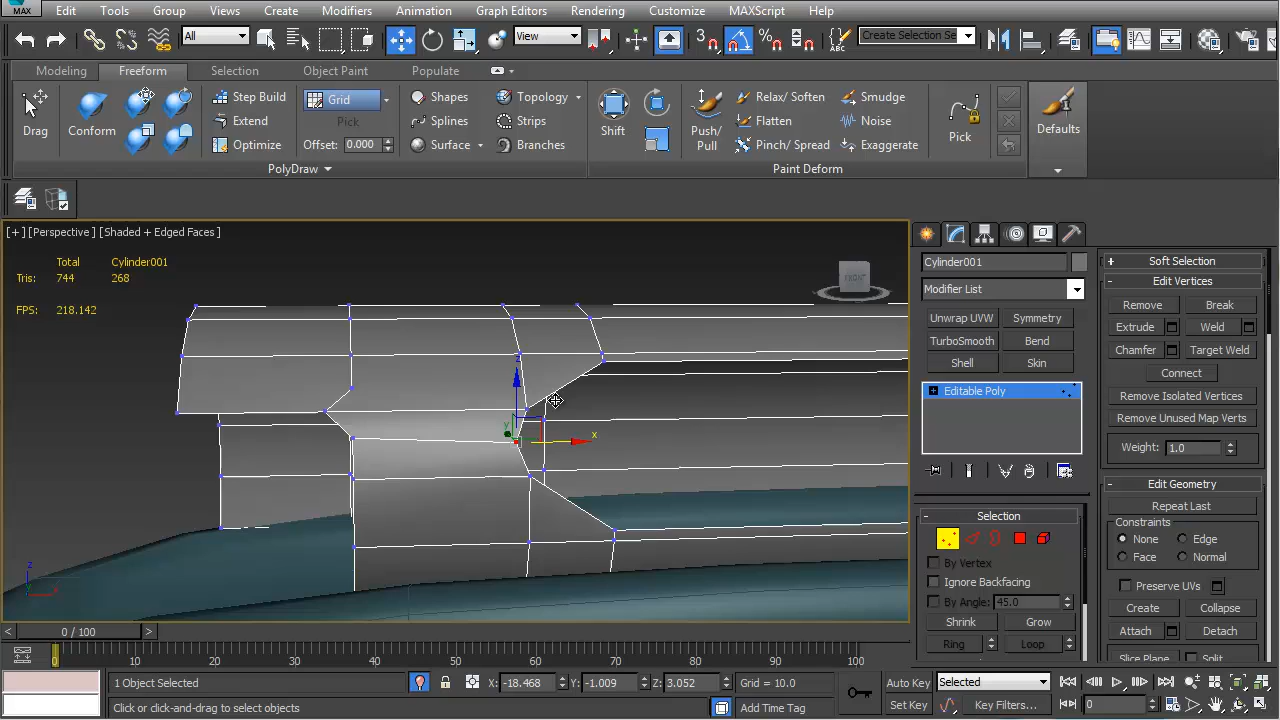 MAX Edit Tools Group Views Create Modifiers Animation Graph Editors Rendering Customize MAXScript Help
All View 3 % ABC Create Selection Se
Modeling Freeform Selection Object Paint Populate
Drag Conform Step Build Extend Optimize Grid Pick Offset: 0.000 Shapes Splines Surface Topology Strips Branches Shift Push/ Pull Relax/ Soften Flatten Pinch/ Spread Smudge Noise Exaggerate Pick Defaults
PolyDraw Paint Deform
[ + ] [Perspective ] [Shaded + Edged Faces ]
Total Cylinder001
Tris: 744 268
FPS: 218.142
FRONT
z
y
x
z
x
Cylinder001
Modifier List
Unwrap UVW Symmetry
TurboSmooth Bend
Shell Skin
Editable Poly
Selection
By Vertex
Ignore Backfacing
By Angle: 45.0
Shrink Grow
Ring Loop
+ Soft Selection
- Edit Vertices
Remove Break
Extrude Weld
Chamfer Target Weld
Connect
Remove Isolated Vertices
Remove Unused Map Verts
Weight: 1.0
- Edit Geometry
Repeat Last
Constraints
None Edge
Face Normal
Preserve UVs
Create Collapse
Attach Detach
Slice Plane Split
< 0 / 100 >
0 10 20 30 40 50 60 70 80 90 100
1 Object Selected X: -18.468 Y: -1.009 Z: 3.052 Grid = 10.0 Auto Key Selected
Click or click-and-drag to select objects Add Time Tag Set Key Key Filters... 0